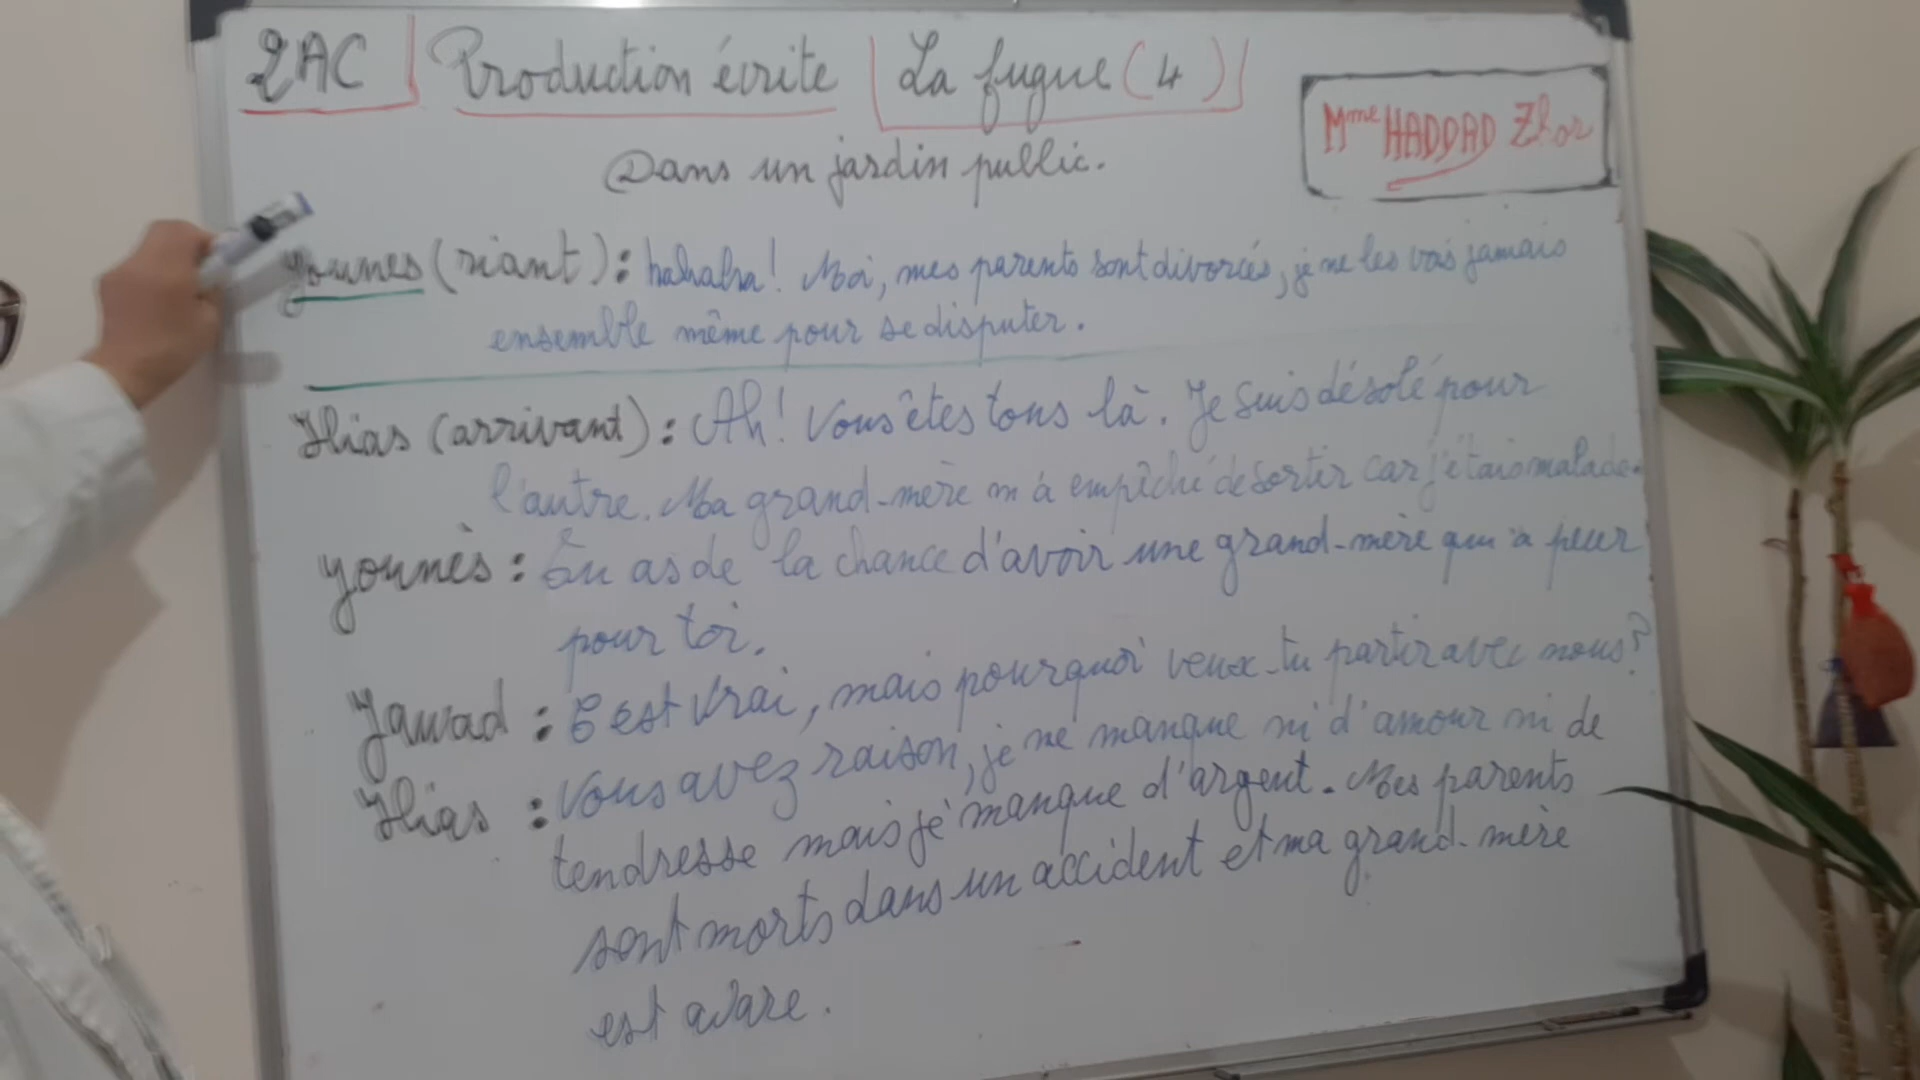 2AC Production écrite La fugue (4)
Mme HADDAD Zhor
Dans un jardin public.
younes (riant) : hahaha! Moi, mes parents sont divorcés, je ne les vois jamais
ensemble même pour se disputer.
Ilias (arrivant) : Ah! Vous êtes tous là. Je suis désolé pour
l'autre. Ma grand-mère m'a empêché de sortir car j'étais malade.
younès : Tu as de la chance d'avoir une grand-mère qui a peur
pour toi.
Jawad : C'est vrai, mais pourquoi veux-tu partir avec nous?
Ilias : Vous avez raison, je ne manque ni d'amour ni de
tendresse mais je manque d'argent. Mes parents
sont morts dans un accident et ma grand-mère
est avare.